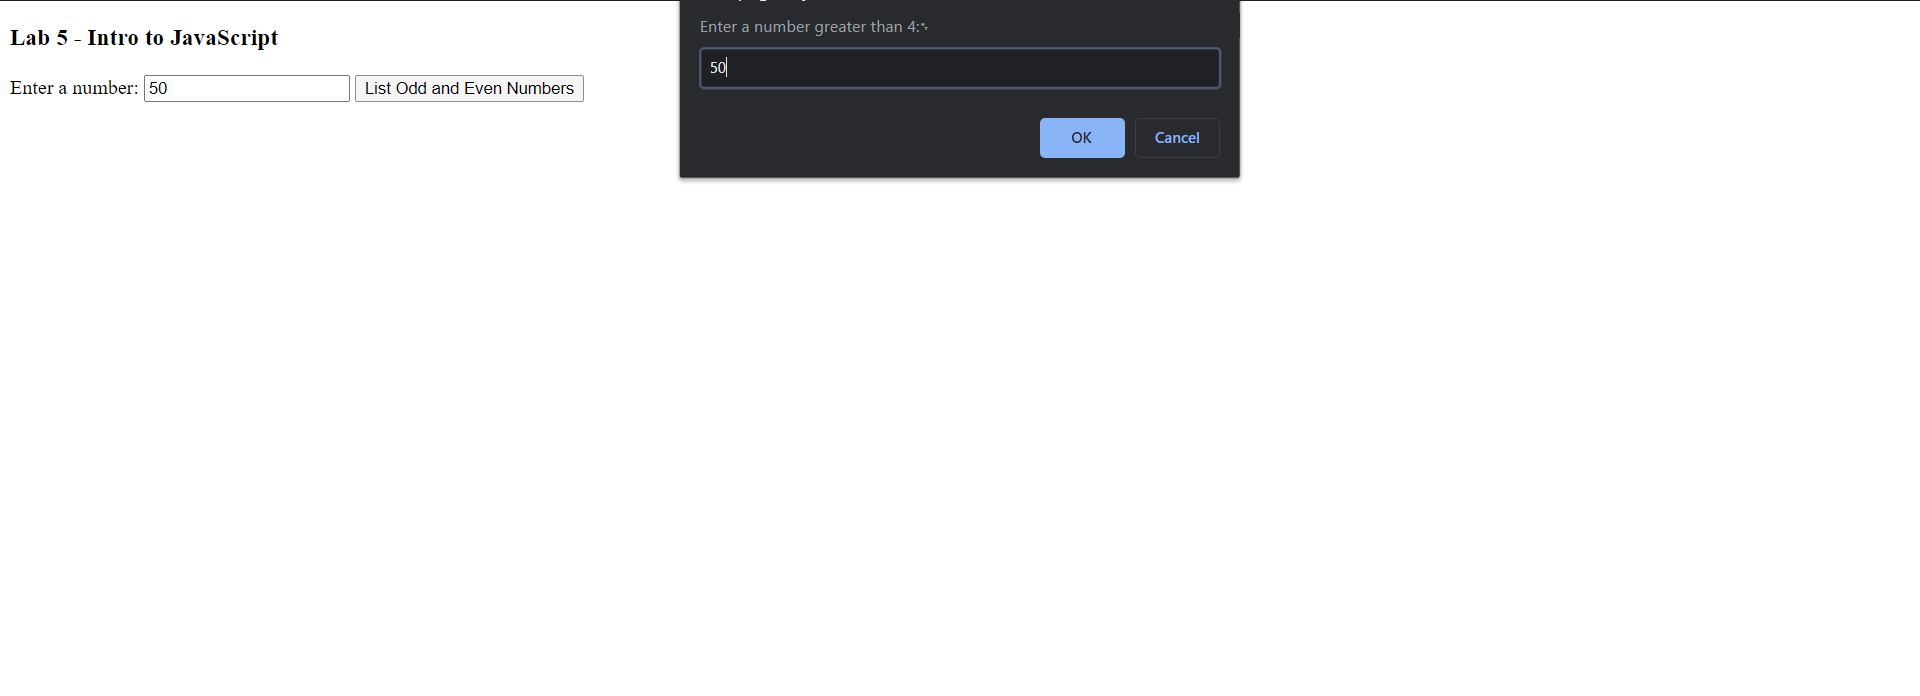 Lab 5 - Intro to JavaScript
Enter a number: 50 List Odd and Even Numbers
Enter a number greater than 4:
50
OK Cancel